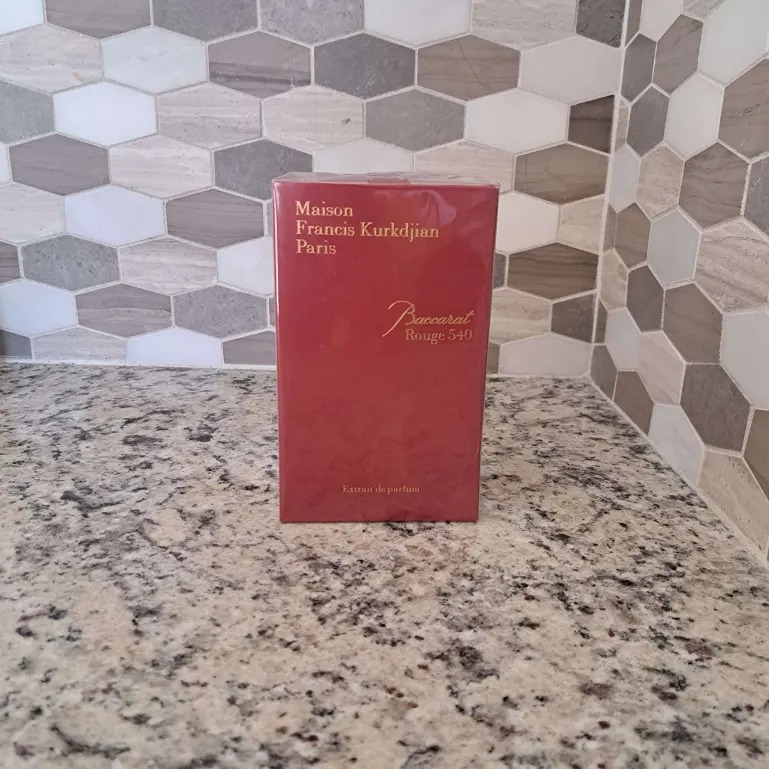 Maison
Francis Kurkdjian
Paris
Baccarat
Rouge 540
Extrait de parfum